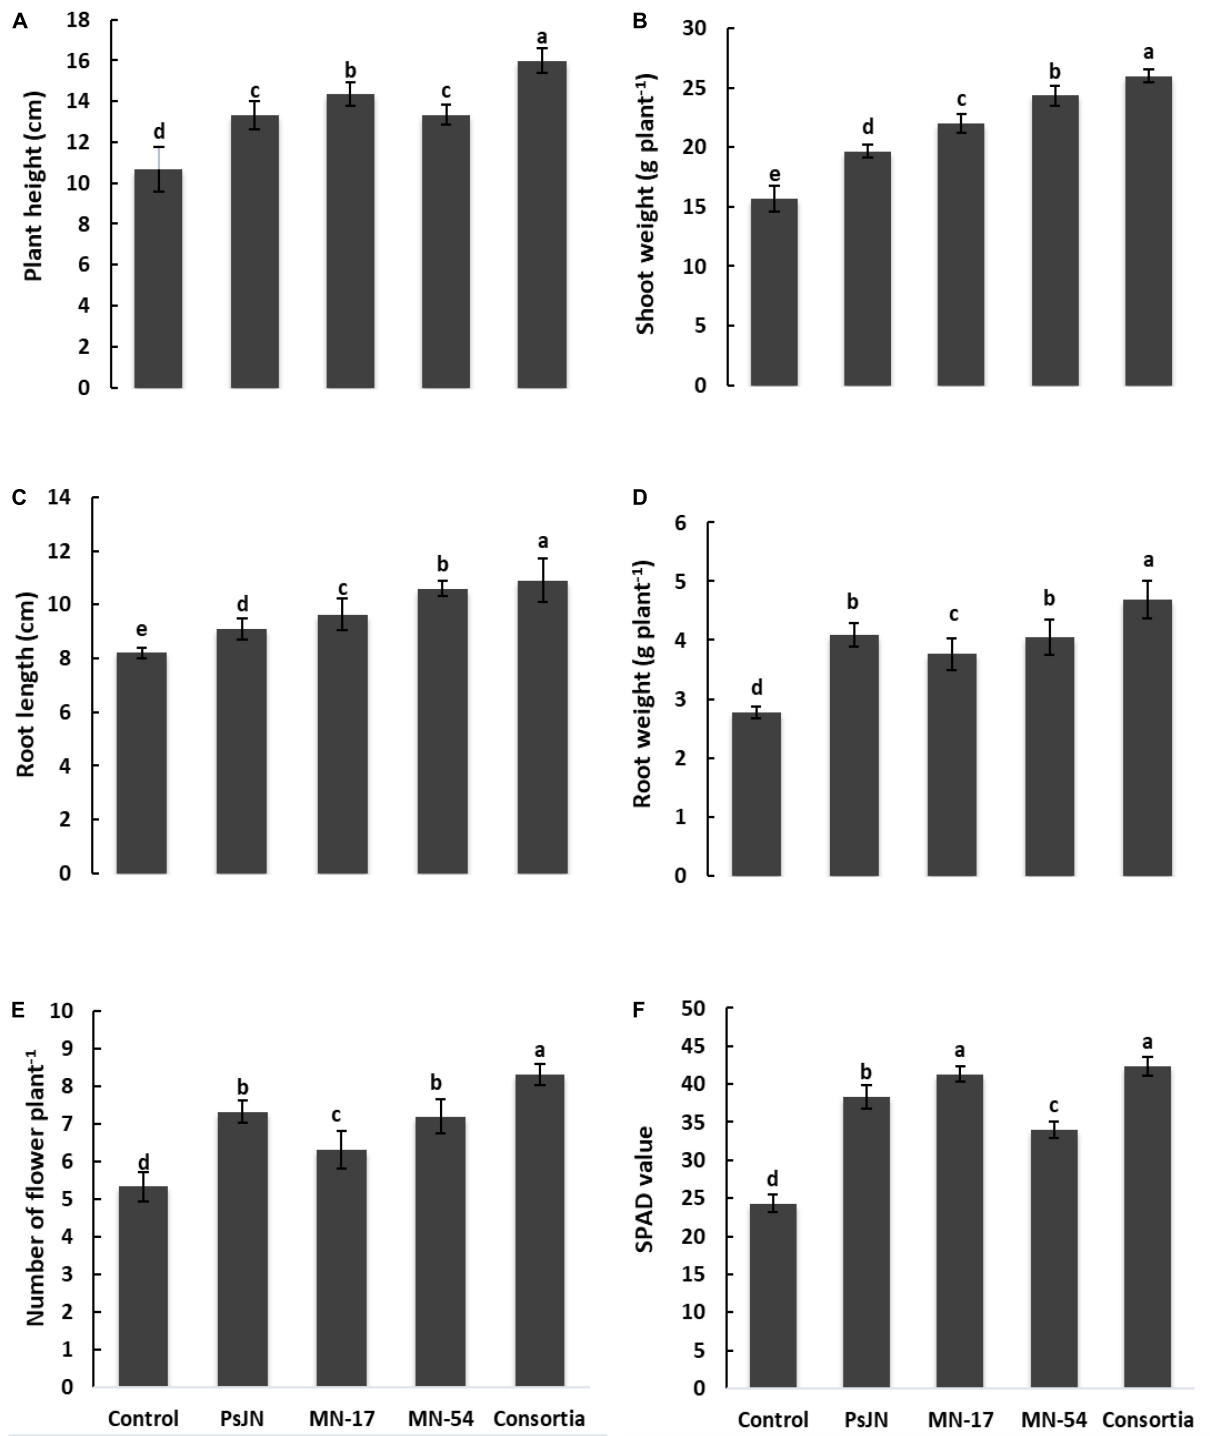 A
Plant height (cm)
18
16
14
12
10
8
6
4
2
0
d
c
b
c
a
B
Shoot weight (g plant⁻¹)
30
25
20
15
10
5
0
e
d
c
b
a
C
Root length (cm)
14
12
10
8
6
4
2
0
e
d
c
b
a
D
Root weight (g plant⁻¹)
6
5
4
3
2
1
0
d
b
c
b
a
E
Number of flower plant⁻¹
10
9
8
7
6
5
4
3
2
1
0
d
b
c
b
a
Control PsJN MN-17 MN-54 Consortia
F
SPAD value
50
45
40
35
30
25
20
15
10
5
0
d
b
a
c
a
Control PsJN MN-17 MN-54 Consortia